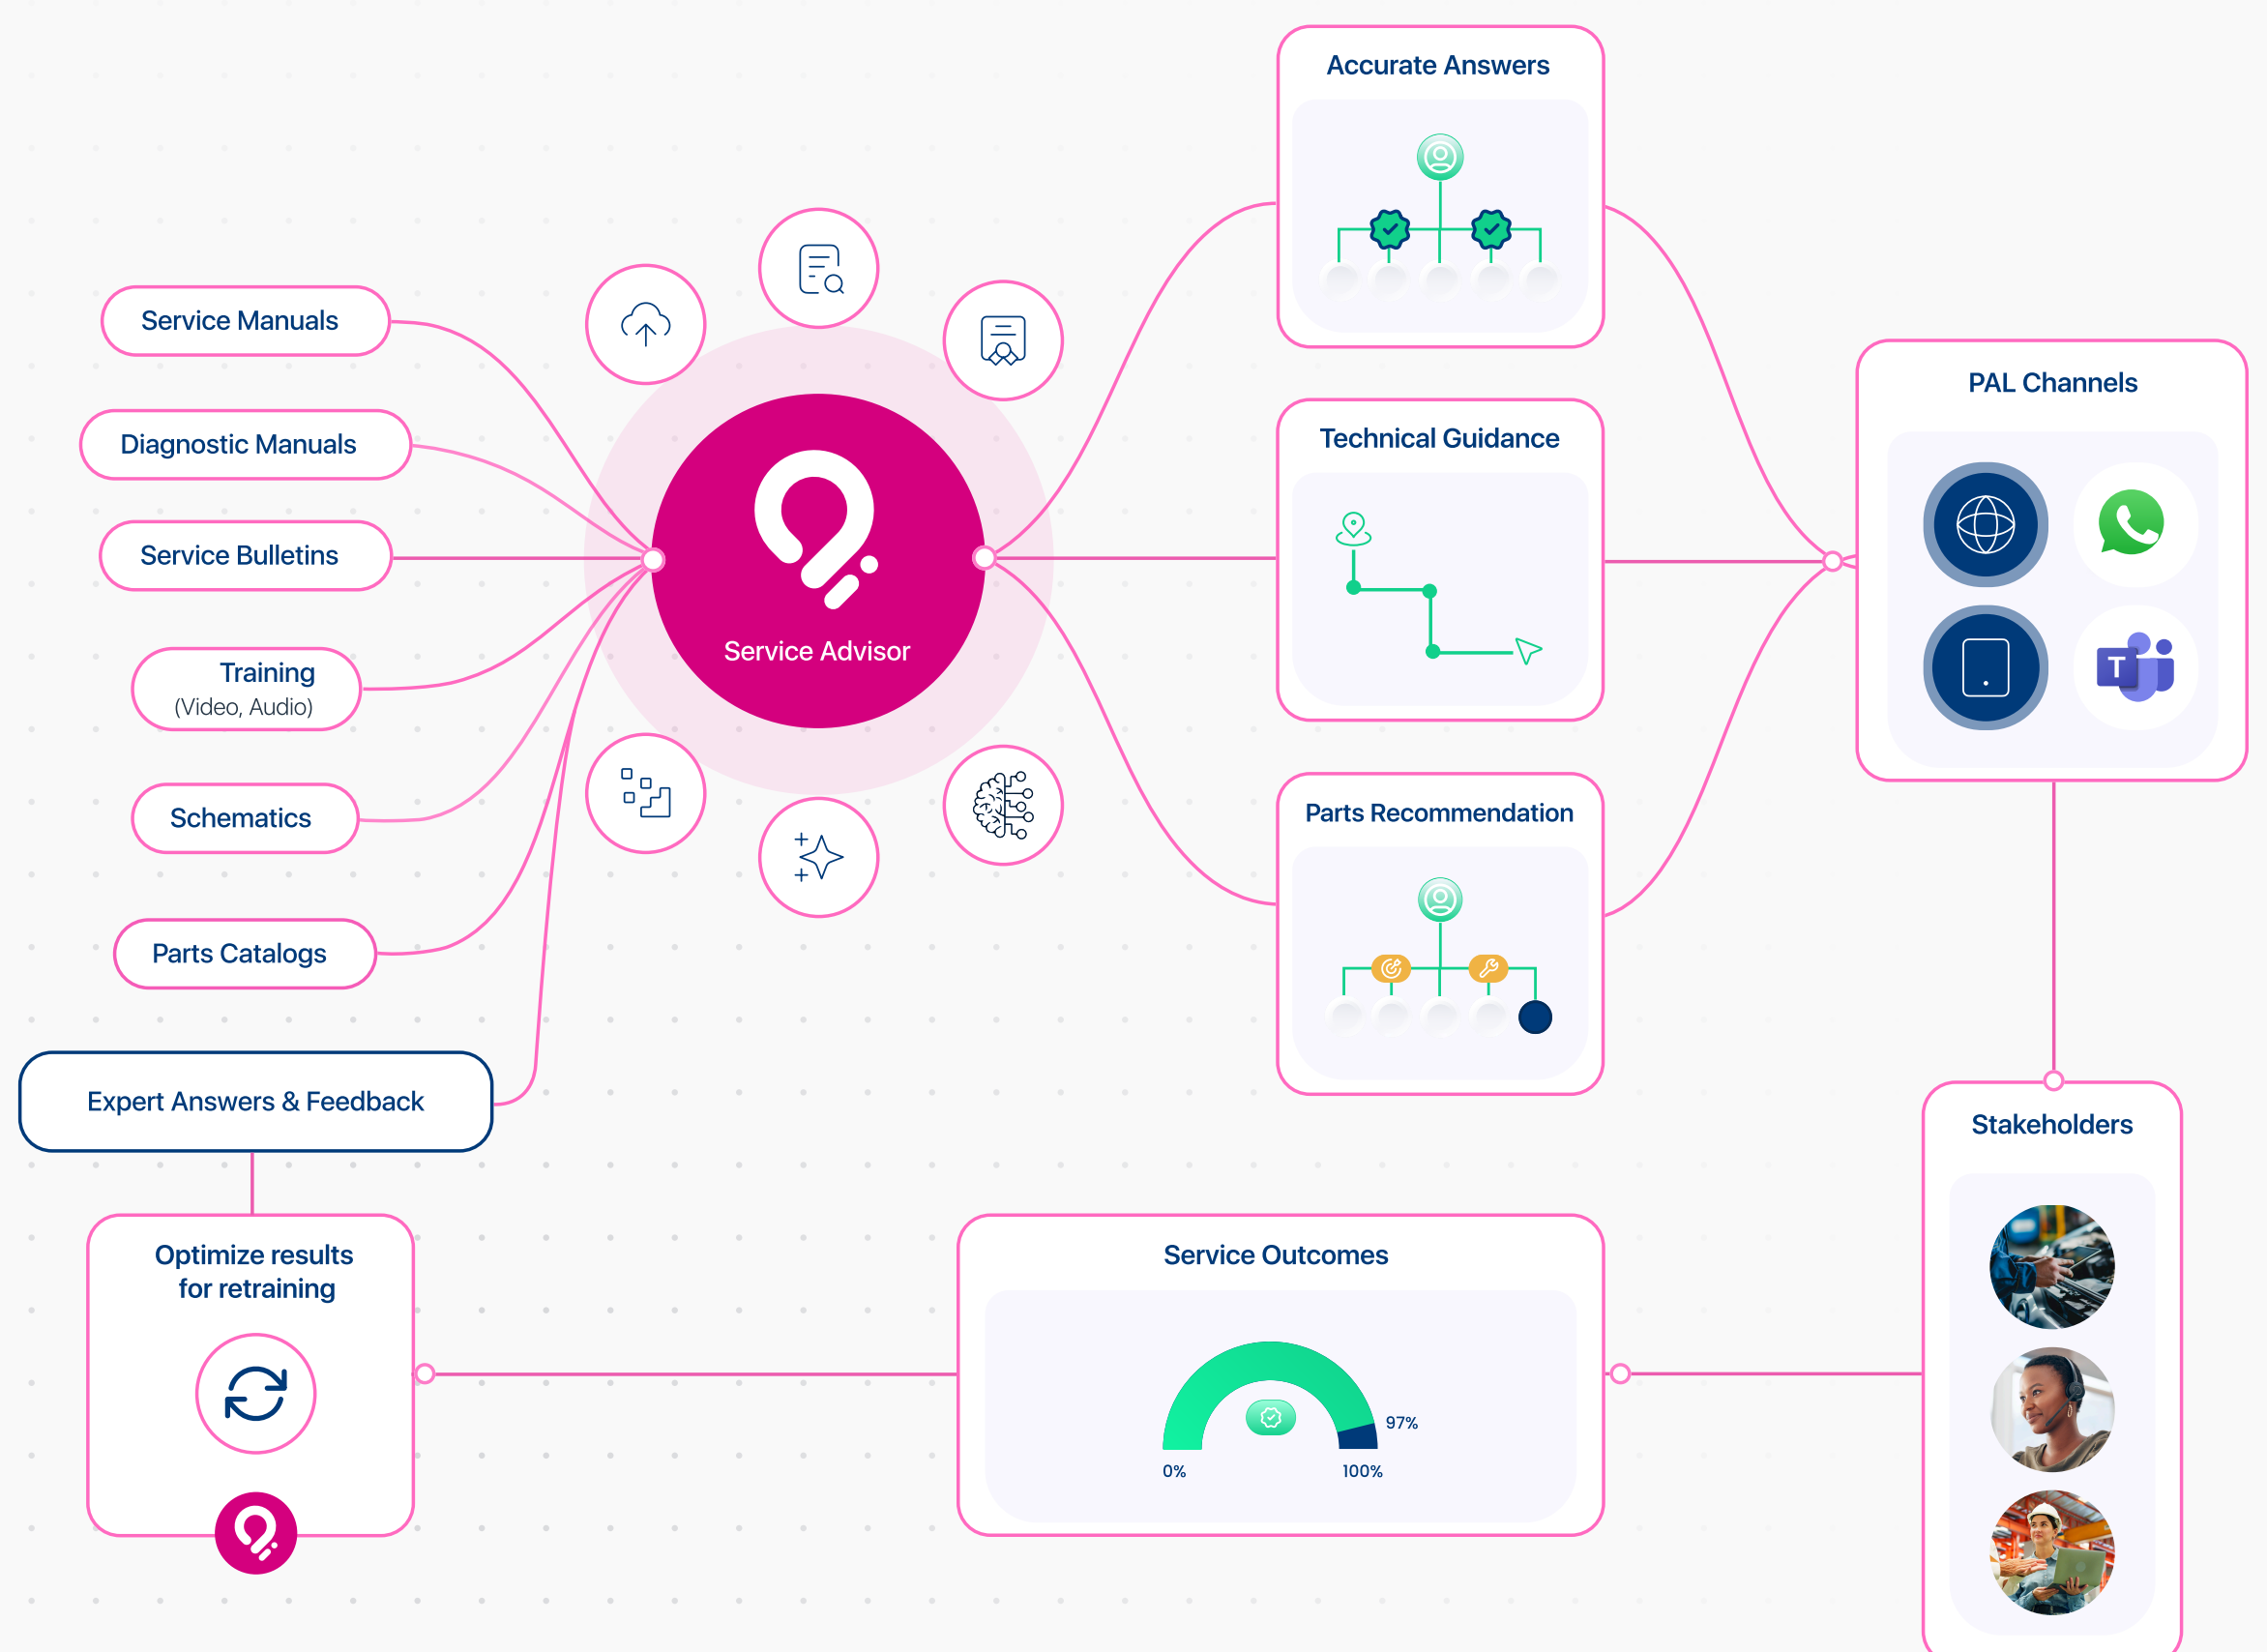 Accurate Answers
PAL Channels
Service Manuals
Technical Guidance
Diagnostic Manuals
Service Bulletins
Service Advisor
Training
(Video, Audio)
T
Schematics
Parts Recommendation
Parts Catalogs
Expert Answers & Feedback
Stakeholders
Optimize results
for retraining
Service Outcomes
97%
0%
100%